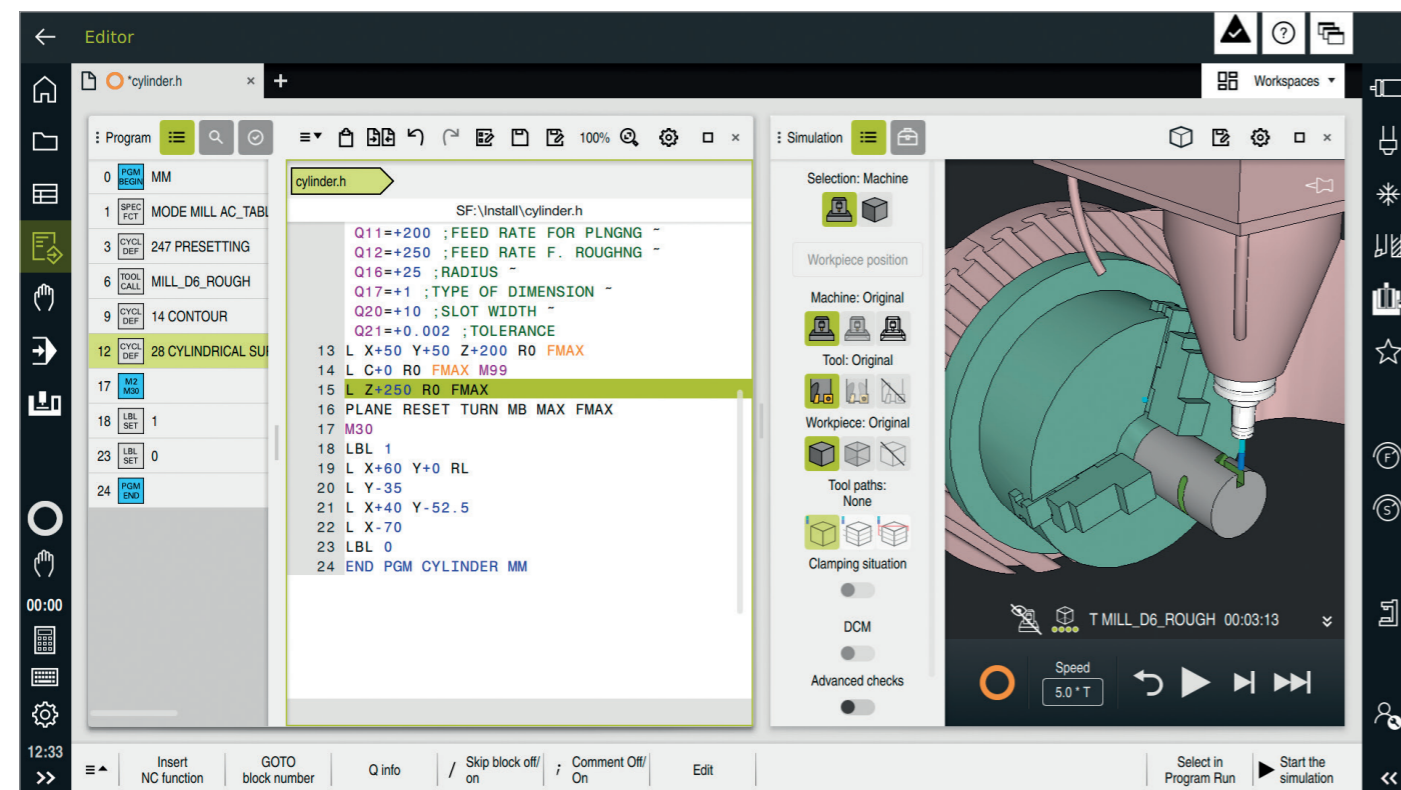 Editor
*cylinder.h
Workspaces
Program
100%
0 PGM BEGIN MM
1 SPEC FCT MODE MILL AC_TABL
3 CYCL DEF 247 PRESETTING
6 TOOL CALL MILL_D6_ROUGH
9 CYCL DEF 14 CONTOUR
12 CYCL DEF 28 CYLINDRICAL SU
17 M2 M30
18 LBL SET 1
23 LBL SET 0
24 PGM END
cylinder.h
SF:\Install\cylinder.h
Q11=+200 ;FEED RATE FOR PLNGNG ~
Q12=+250 ;FEED RATE F. ROUGHNG ~
Q16=+25 ;RADIUS ~
Q17=+1 ;TYPE OF DIMENSION ~
Q20=+10 ;SLOT WIDTH ~
Q21=+0.002 ;TOLERANCE
13 L X+50 Y+50 Z+200 R0 FMAX
14 L C+0 R0 FMAX M99
15 L Z+250 R0 FMAX
16 PLANE RESET TURN MB MAX FMAX
17 M30
18 LBL 1
19 L X+60 Y+0 RL
20 L Y-35
21 L X+40 Y-52.5
22 L X-70
23 LBL 0
24 END PGM CYLINDER MM
Simulation
Selection: Machine
Workpiece position
Machine: Original
Tool: Original
Workpiece: Original
Tool paths:
None
Clamping situation
DCM
Advanced checks
T MILL_D6_ROUGH 00:03:13
Speed
5.0 * T
F
S
00:00
12:33
Insert
NC function
GOTO
block number
Q info
/ Skip block off/
on
; Comment Off/
On
Edit
Select in
Program Run
Start the
simulation